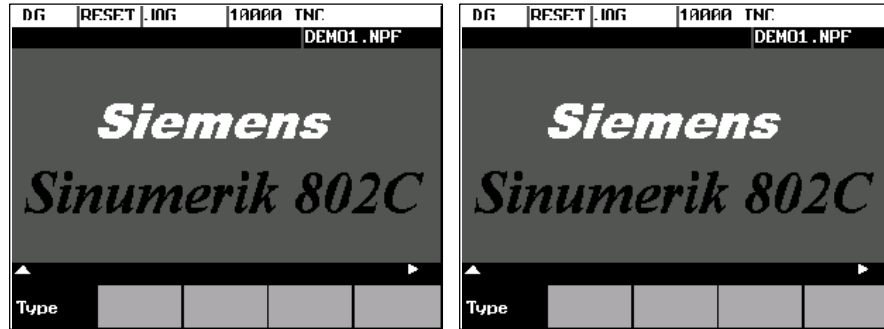 DG RESET JOG 10000 INC
DEMO1.NPF
Siemens
Sinumerik 802C
Type
DG RESET JOG 10000 INC
DEMO1.NPF
Siemens
Sinumerik 802C
Type